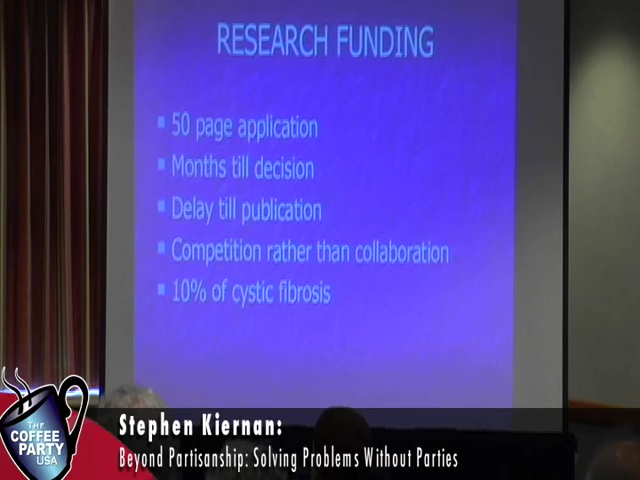 RESEARCH FUNDING
▪ 50 page application
▪ Months till decision
▪ Delay till publication
▪ Competition rather than collaboration
▪ 10% of cystic fibrosis
THE
COFFEE
PARTY
USA
Stephen Kiernan:
Beyond Partisanship: Solving Problems Without Parties